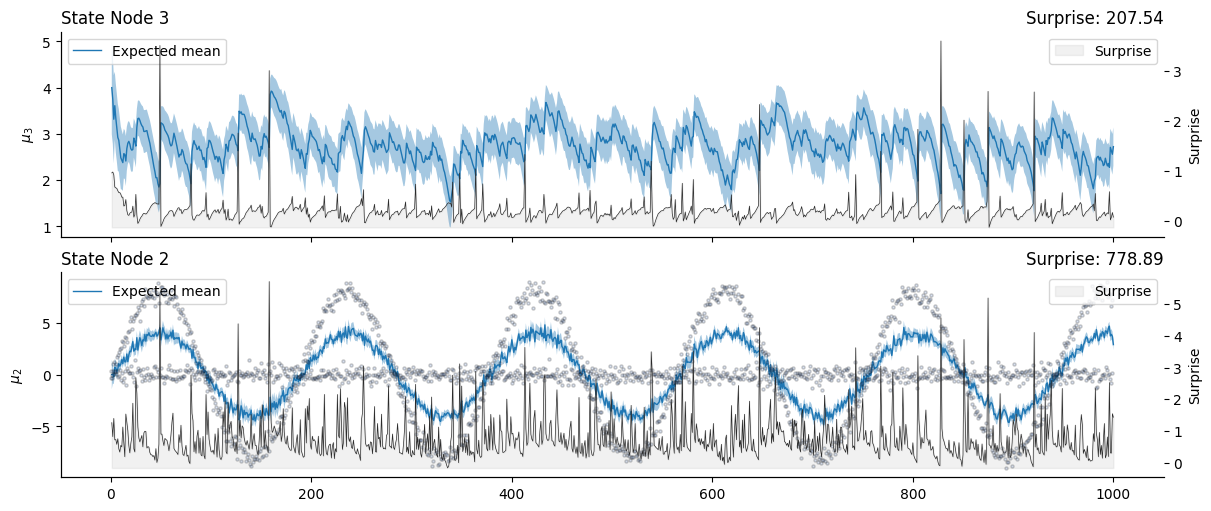 State Node 3
Surprise: 207.54
Expected mean
Surprise
5
4
3
2
1
μ3
3
2
1
0
Surprise
State Node 2
Surprise: 778.89
Expected mean
Surprise
5
0
−5
μ2
5
4
3
2
1
0
Surprise
0
200
400
600
800
1000